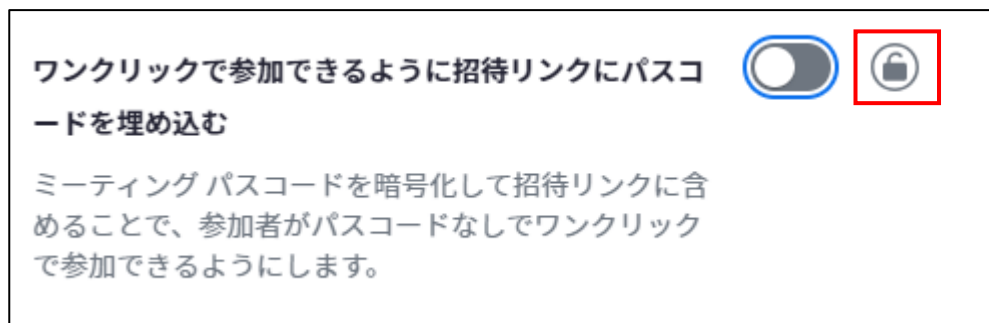 ワンクリックで参加できるように招待リンクにパスコ
ードを埋め込む
ミーティング パスコードを暗号化して招待リンクに含
めることで、参加者がパスコードなしでワンクリック
で参加できるようにします。